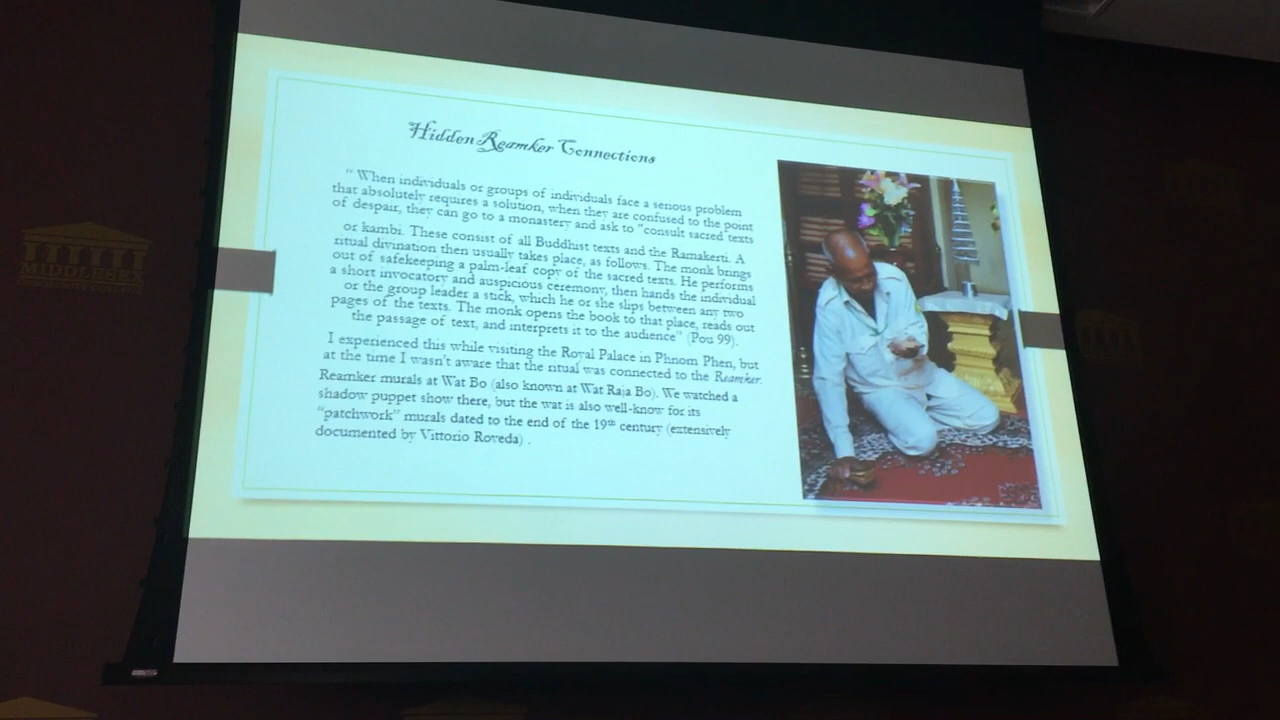 Hidden Reamker Connections
“ When individuals or groups of individuals face a serious problem
that absolutely requires a solution, when they are confused to the point
of despair, they can go to a monastery and ask to “consult sacred texts
or kambi. These consist of all Buddhist texts and the Ramakerti. A
ritual divination then usually takes place, as follows. The monk brings
out of safekeeping a palm-leaf copy of the sacred texts. He performs
a short invocatory and auspicious ceremony, then hands the individual
or the group leader a stick, which he or she slips between any two
pages of the texts. The monk opens the book to that place, reads out
the passage of text, and interprets it to the audience” (Pou 99).
I experienced this while visiting the Royal Palace in Phnom Phen, but
at the time I wasn't aware that the ritual was connected to the Reamker.
Reamker murals at Wat Bo (also known at Wat Raja Bo). We watched a
shadow puppet show there, but the wat is also well-know for its
“patchwork” murals dated to the end of the 19th century (extensively
documented by Vittorio Roveda) .
MIDDLESEX
COMMUNITY COLLEGE